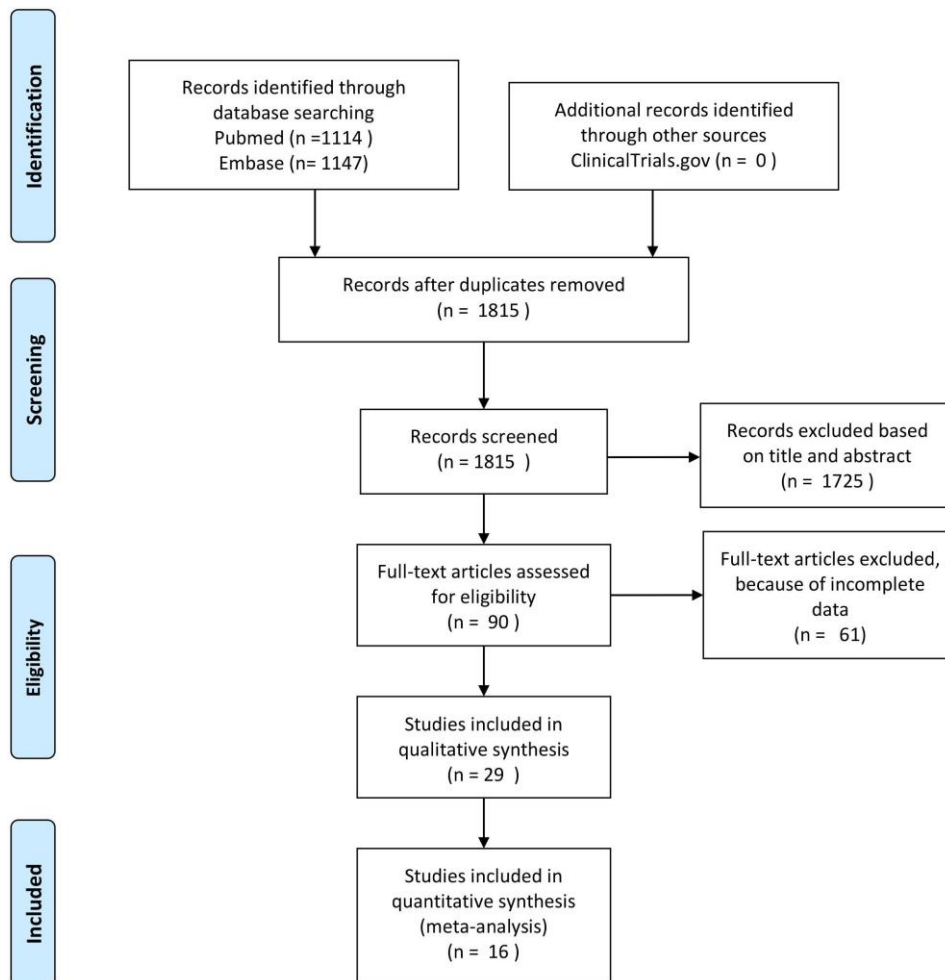 Identification
Records identified through
database searching
Pubmed (n =1114 )
Embase (n= 1147)
Additional records identified
through other sources
ClinicalTrials.gov (n = 0 )
Screening
Records after duplicates removed
(n = 1815 )
Records screened
(n = 1815 )
Records excluded based
on title and abstract
(n = 1725 )
Eligibility
Full-text articles assessed
for eligibility
(n = 90 )
Full-text articles excluded,
because of incomplete
data
(n = 61)
Studies included in
qualitative synthesis
(n = 29 )
Included
Studies included in
quantitative synthesis
(meta-analysis)
(n = 16 )